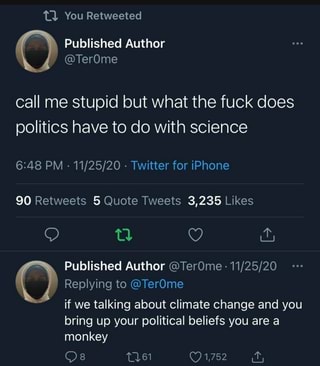 You Retweeted
Published Author
@Ter0me
call me stupid but what the fuck does
politics have to do with science
6:48 PM · 11/25/20 · Twitter for iPhone
90 Retweets 5 Quote Tweets 3,235 Likes
Published Author @Ter0me · 11/25/20
Replying to @Ter0me
if we talking about climate change and you
bring up your political beliefs you are a
monkey
8 61 1,752